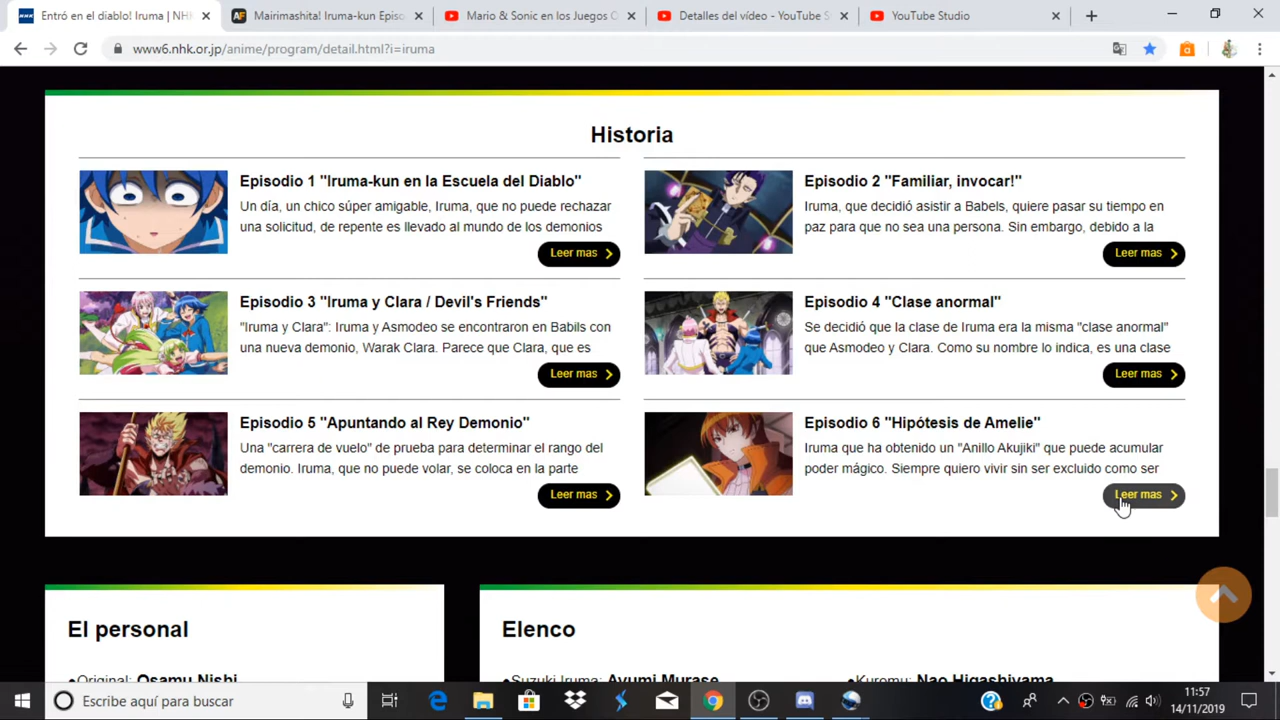 Entró en el diablo! Iruma | NHK
Mairimashita! Iruma-kun Episo
Mario & Sonic en los Juegos O
Detalles del vídeo - YouTube S
YouTube Studio
www6.nhk.or.jp/anime/program/detail.html?i=iruma
Historia
Episodio 1 "Iruma-kun en la Escuela del Diablo"
Un día, un chico súper amigable, Iruma, que no puede rechazar
una solicitud, de repente es llevado al mundo de los demonios
Leer mas
Episodio 2 "Familiar, invocar!"
Iruma, que decidió asistir a Babels, quiere pasar su tiempo en
paz para que no sea una persona. Sin embargo, debido a la
Leer mas
Episodio 3 "Iruma y Clara / Devil's Friends"
"Iruma y Clara": Iruma y Asmodeo se encontraron en Babils con
una nueva demonio, Warak Clara. Parece que Clara, que es
Leer mas
Episodio 4 "Clase anormal"
Se decidió que la clase de Iruma era la misma "clase anormal"
que Asmodeo y Clara. Como su nombre lo indica, es una clase
Leer mas
Episodio 5 "Apuntando al Rey Demonio"
Una "carrera de vuelo" de prueba para determinar el rango del
demonio. Iruma, que no puede volar, se coloca en la parte
Leer mas
Episodio 6 "Hipótesis de Amelie"
Iruma que ha obtenido un "Anillo Akujiki" que puede acumular
poder mágico. Siempre quiero vivir sin ser excluido como ser
Leer mas
El personal
●Original: Osamu Nishi
Elenco
●Suzuki Iruma: Ayumi Murase
●Kuromu: Nao Higashiyama
Escribe aquí para buscar
11:57
14/11/2019